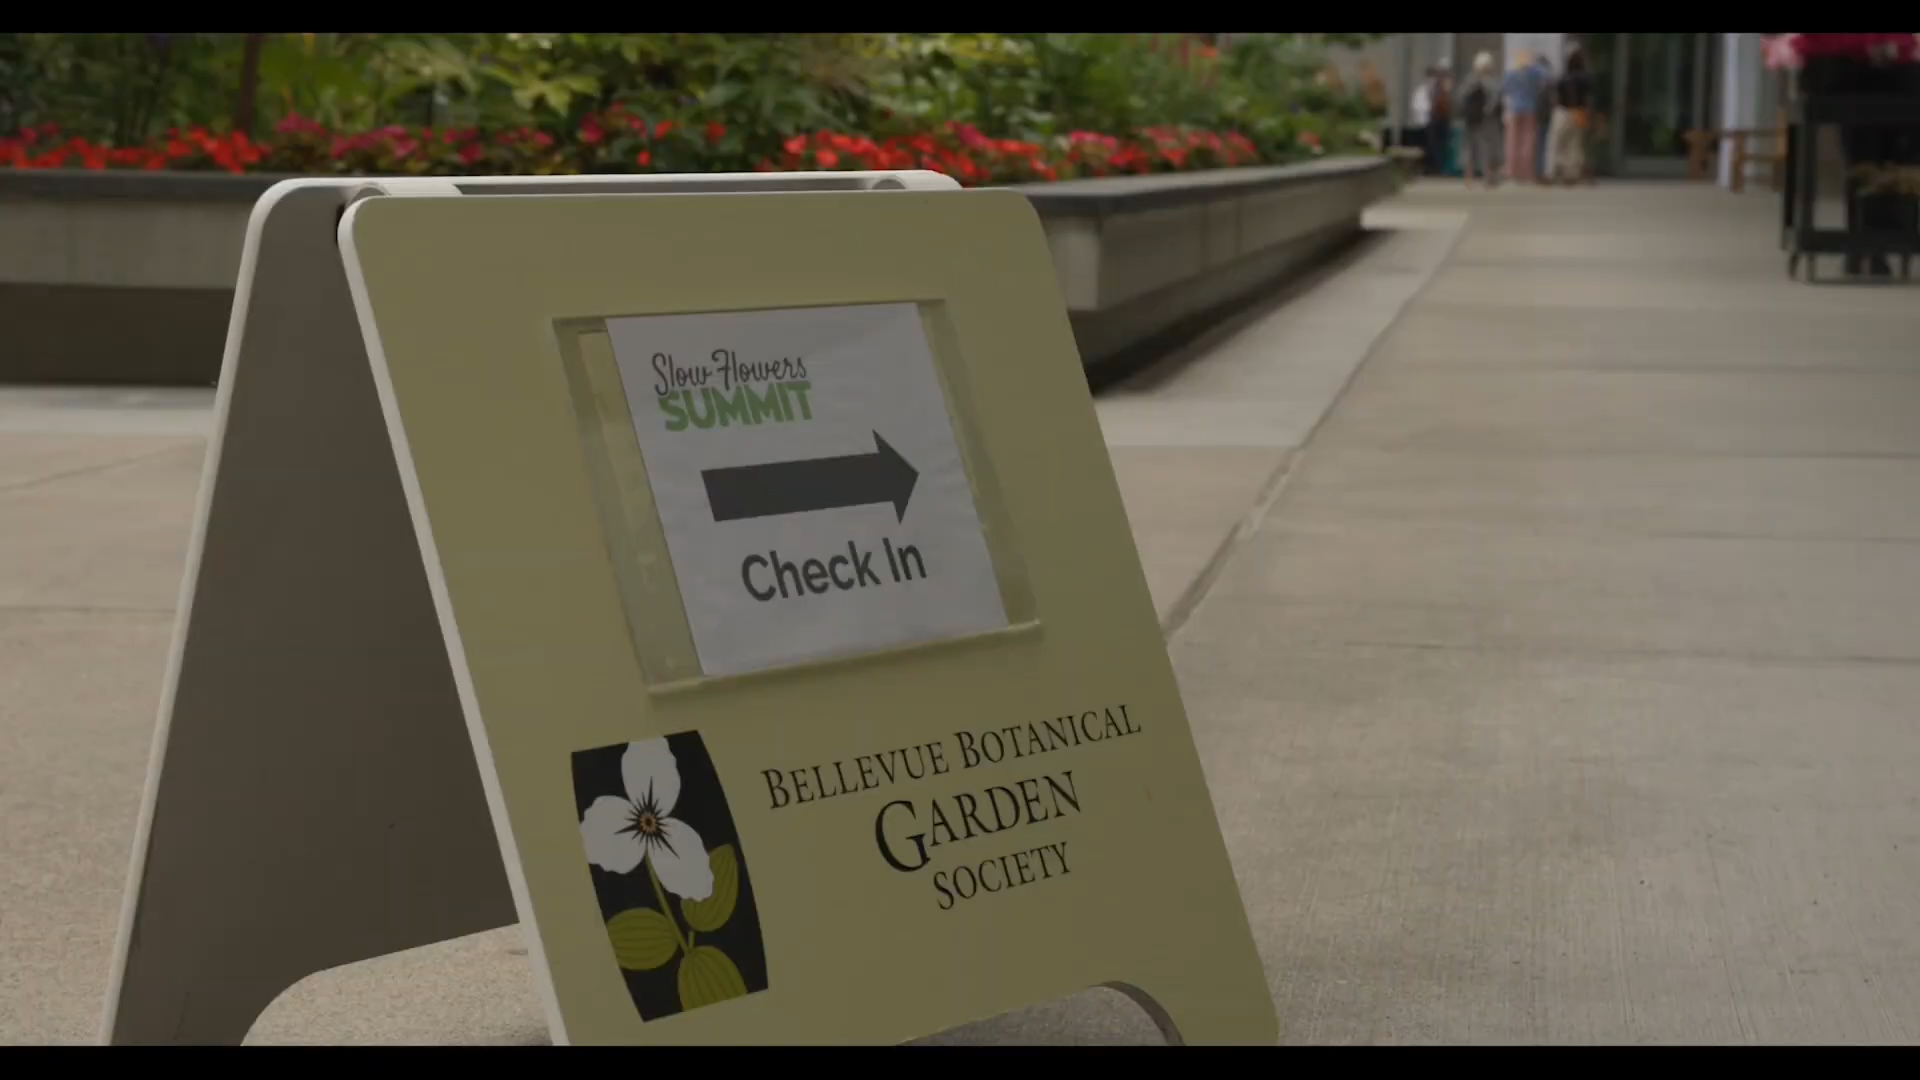 Slow Flowers
SUMMIT
Check In
BELLEVUE BOTANICAL
GARDEN
SOCIETY